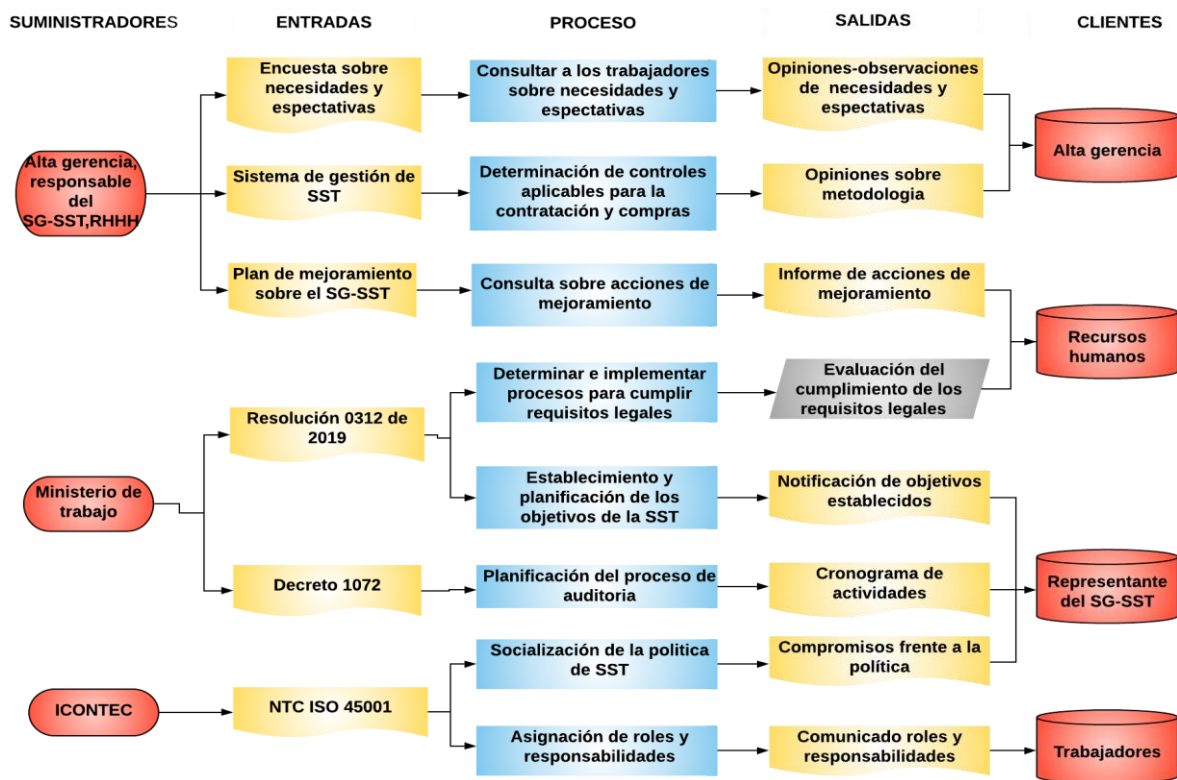 SUMINISTRADORES
ENTRADAS
PROCESO
SALIDAS
CLIENTES
Encuesta sobre
necesidades y
espectativas
Consultar a los trabajadores
sobre necesidades y
espectativas
Opiniones-observaciones
de necesidades y
espectativas
Alta gerencia,
responsable
del
SG-SST,RHHH
Sistema de gestión de
SST
Determinación de controles
aplicables para la
contratación y compras
Opiniones sobre
metodologia
Alta gerencia
Plan de mejoramiento
sobre el SG-SST
Consulta sobre acciones de
mejoramiento
Informe de acciones de
mejoramiento
Recursos
humanos
Determinar e implementar
procesos para cumplir
requisitos legales
Evaluación del
cumplimiento de los
requisitos legales
Resolución 0312 de
2019
Ministerio de
trabajo
Establecimiento y
planificación de los
objetivos de la SST
Notificación de objetivos
establecidos
Decreto 1072
Planificación del proceso de
auditoria
Cronograma de
actividades
Representante
del SG-SST
Socialización de la politica
de SST
Compromisos frente a la
política
ICONTEC
NTC ISO 45001
Asignación de roles y
responsabilidades
Comunicado roles y
responsabilidades
Trabajadores